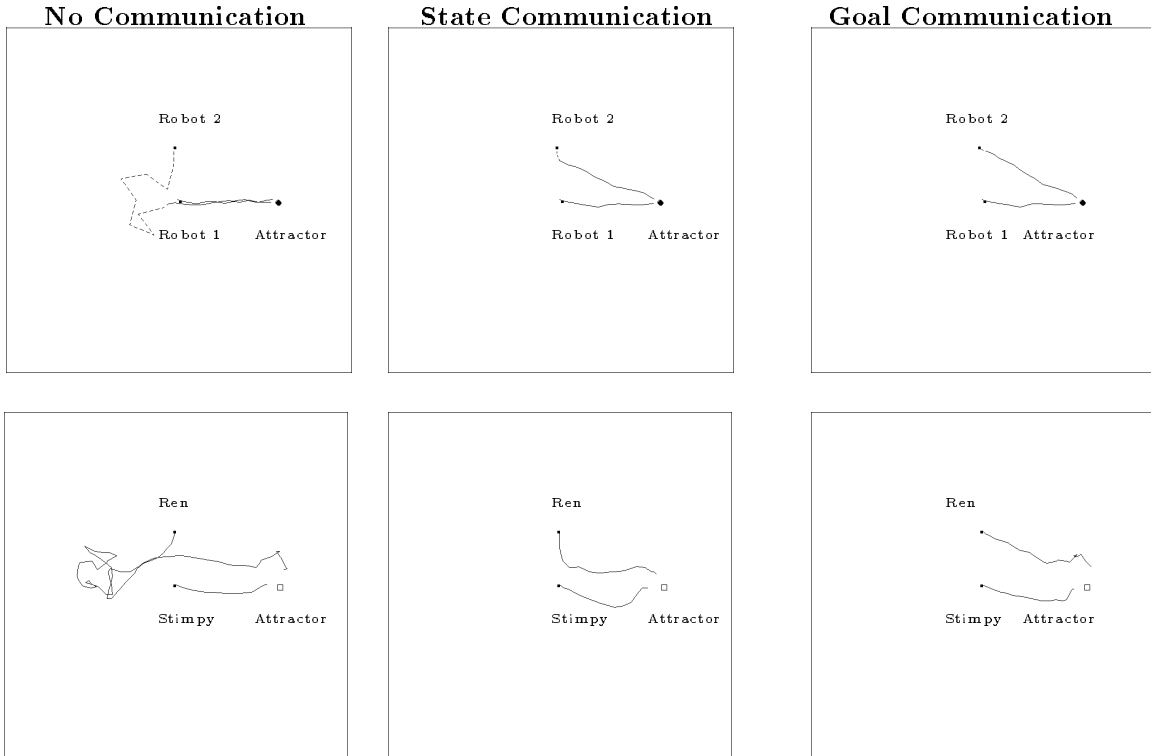 No Communication
State Communication
Goal Communication
Robot 2
Robot 2
Robot 2
Robot 1 Attractor
Robot 1 Attractor
Robot 1 Attractor
Ren
Ren
Ren
Stimpy Attractor
Stimpy Attractor
Stimpy Attractor